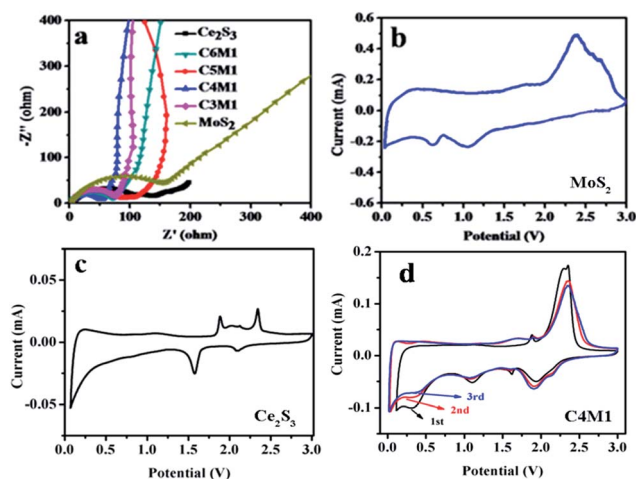 a
400
300
200
100
0
-Z'' (ohm)
0 100 200 300 400
Z' (ohm)
Ce₂S₃
C6M1
C5M1
C4M1
C3M1
MoS₂
b
0.6
0.4
0.2
0.0
-0.2
-0.4
-0.6
Current (mA)
0.0 0.5 1.0 1.5 2.0 2.5 3.0
Potential (V)
MoS₂
c
0.05
0.00
-0.05
Current (mA)
0.0 0.5 1.0 1.5 2.0 2.5 3.0
Potential (V)
Ce₂S₃
d
0.2
0.1
0.0
-0.1
Current (mA)
0.0 0.5 1.0 1.5 2.0 2.5 3.0
Potential (V)
3rd
2nd
1st
C4M1